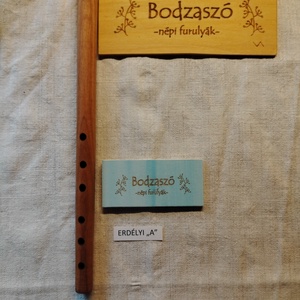 Bodzaszó
-népi furulyák-
Bodzaszó
-népi furulyák-
ERDÉLYI „A”